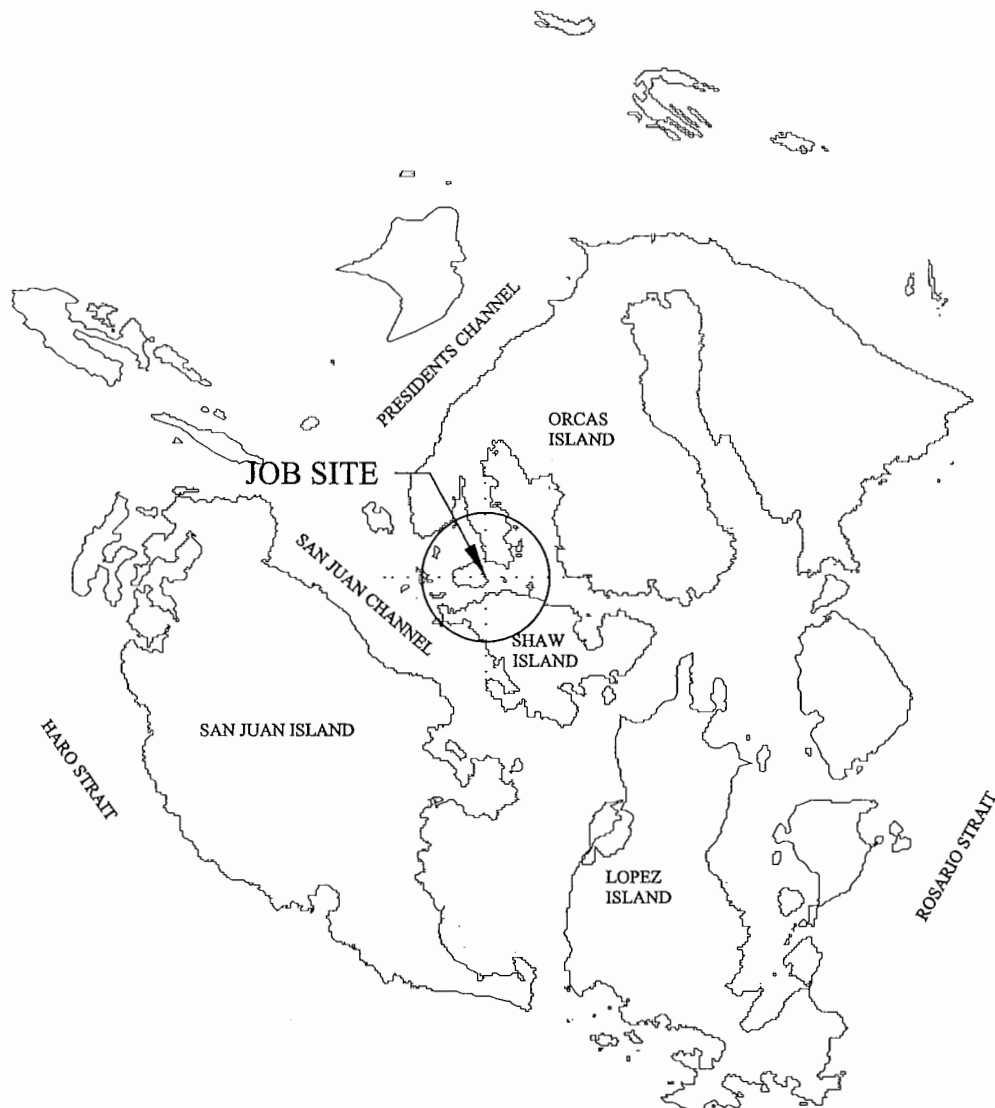 PRESIDENTS CHANNEL
ORCAS
ISLAND
JOB SITE
SAN JUAN CHANNEL
SHAW
ISLAND
SAN JUAN ISLAND
HARO STRAIT
LOPEZ
ISLAND
ROSARIO STRAIT